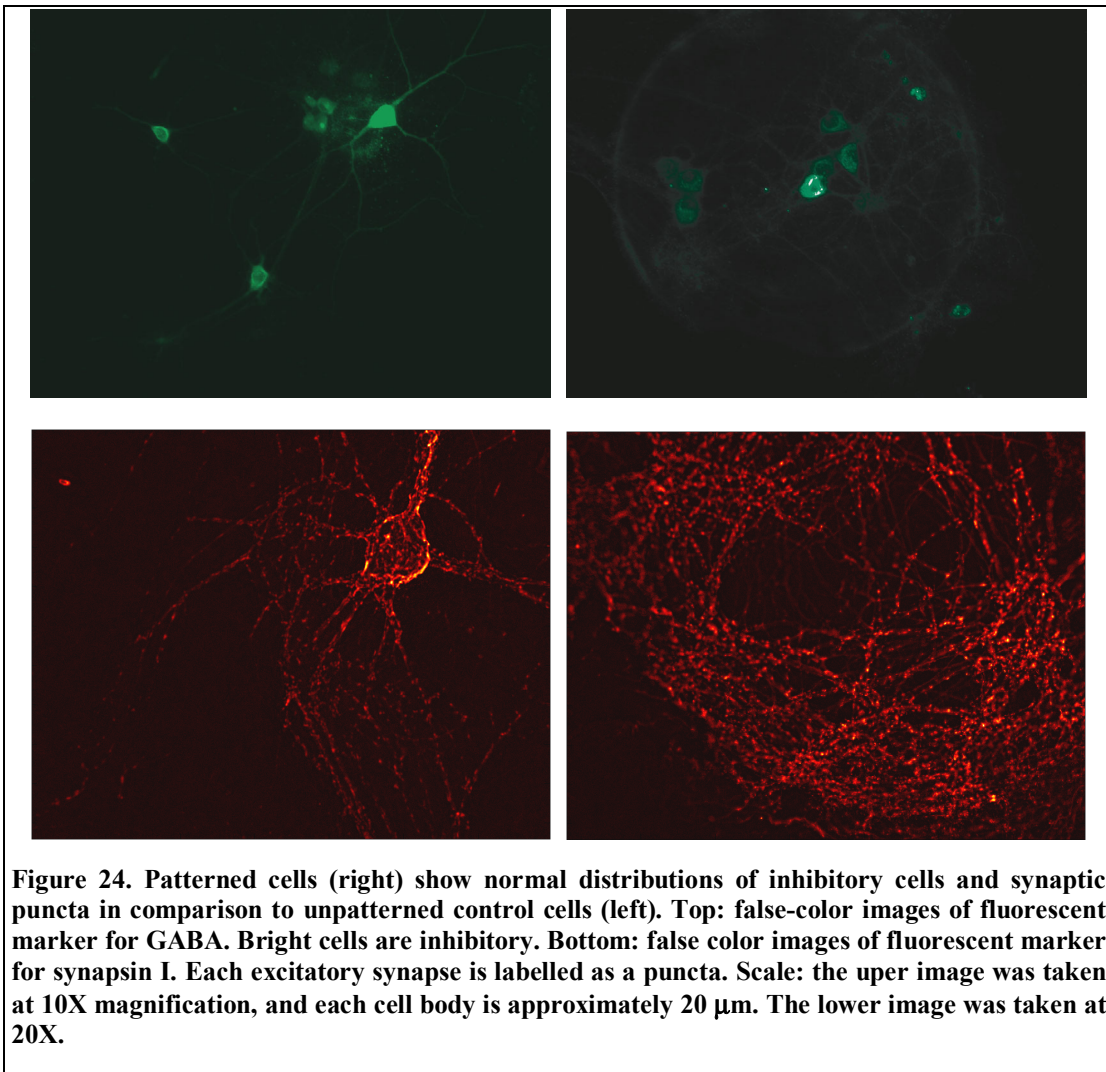 Figure 24. Patterned cells (right) show normal distributions of inhibitory cells and synaptic
puncta in comparison to unpatterned control cells (left). Top: false-color images of fluorescent
marker for GABA. Bright cells are inhibitory. Bottom: false color images of fluorescent marker
for synapsin I. Each excitatory synapse is labelled as a puncta. Scale: the uper image was taken
at 10X magnification, and each cell body is approximately 20 μm. The lower image was taken at
20X.